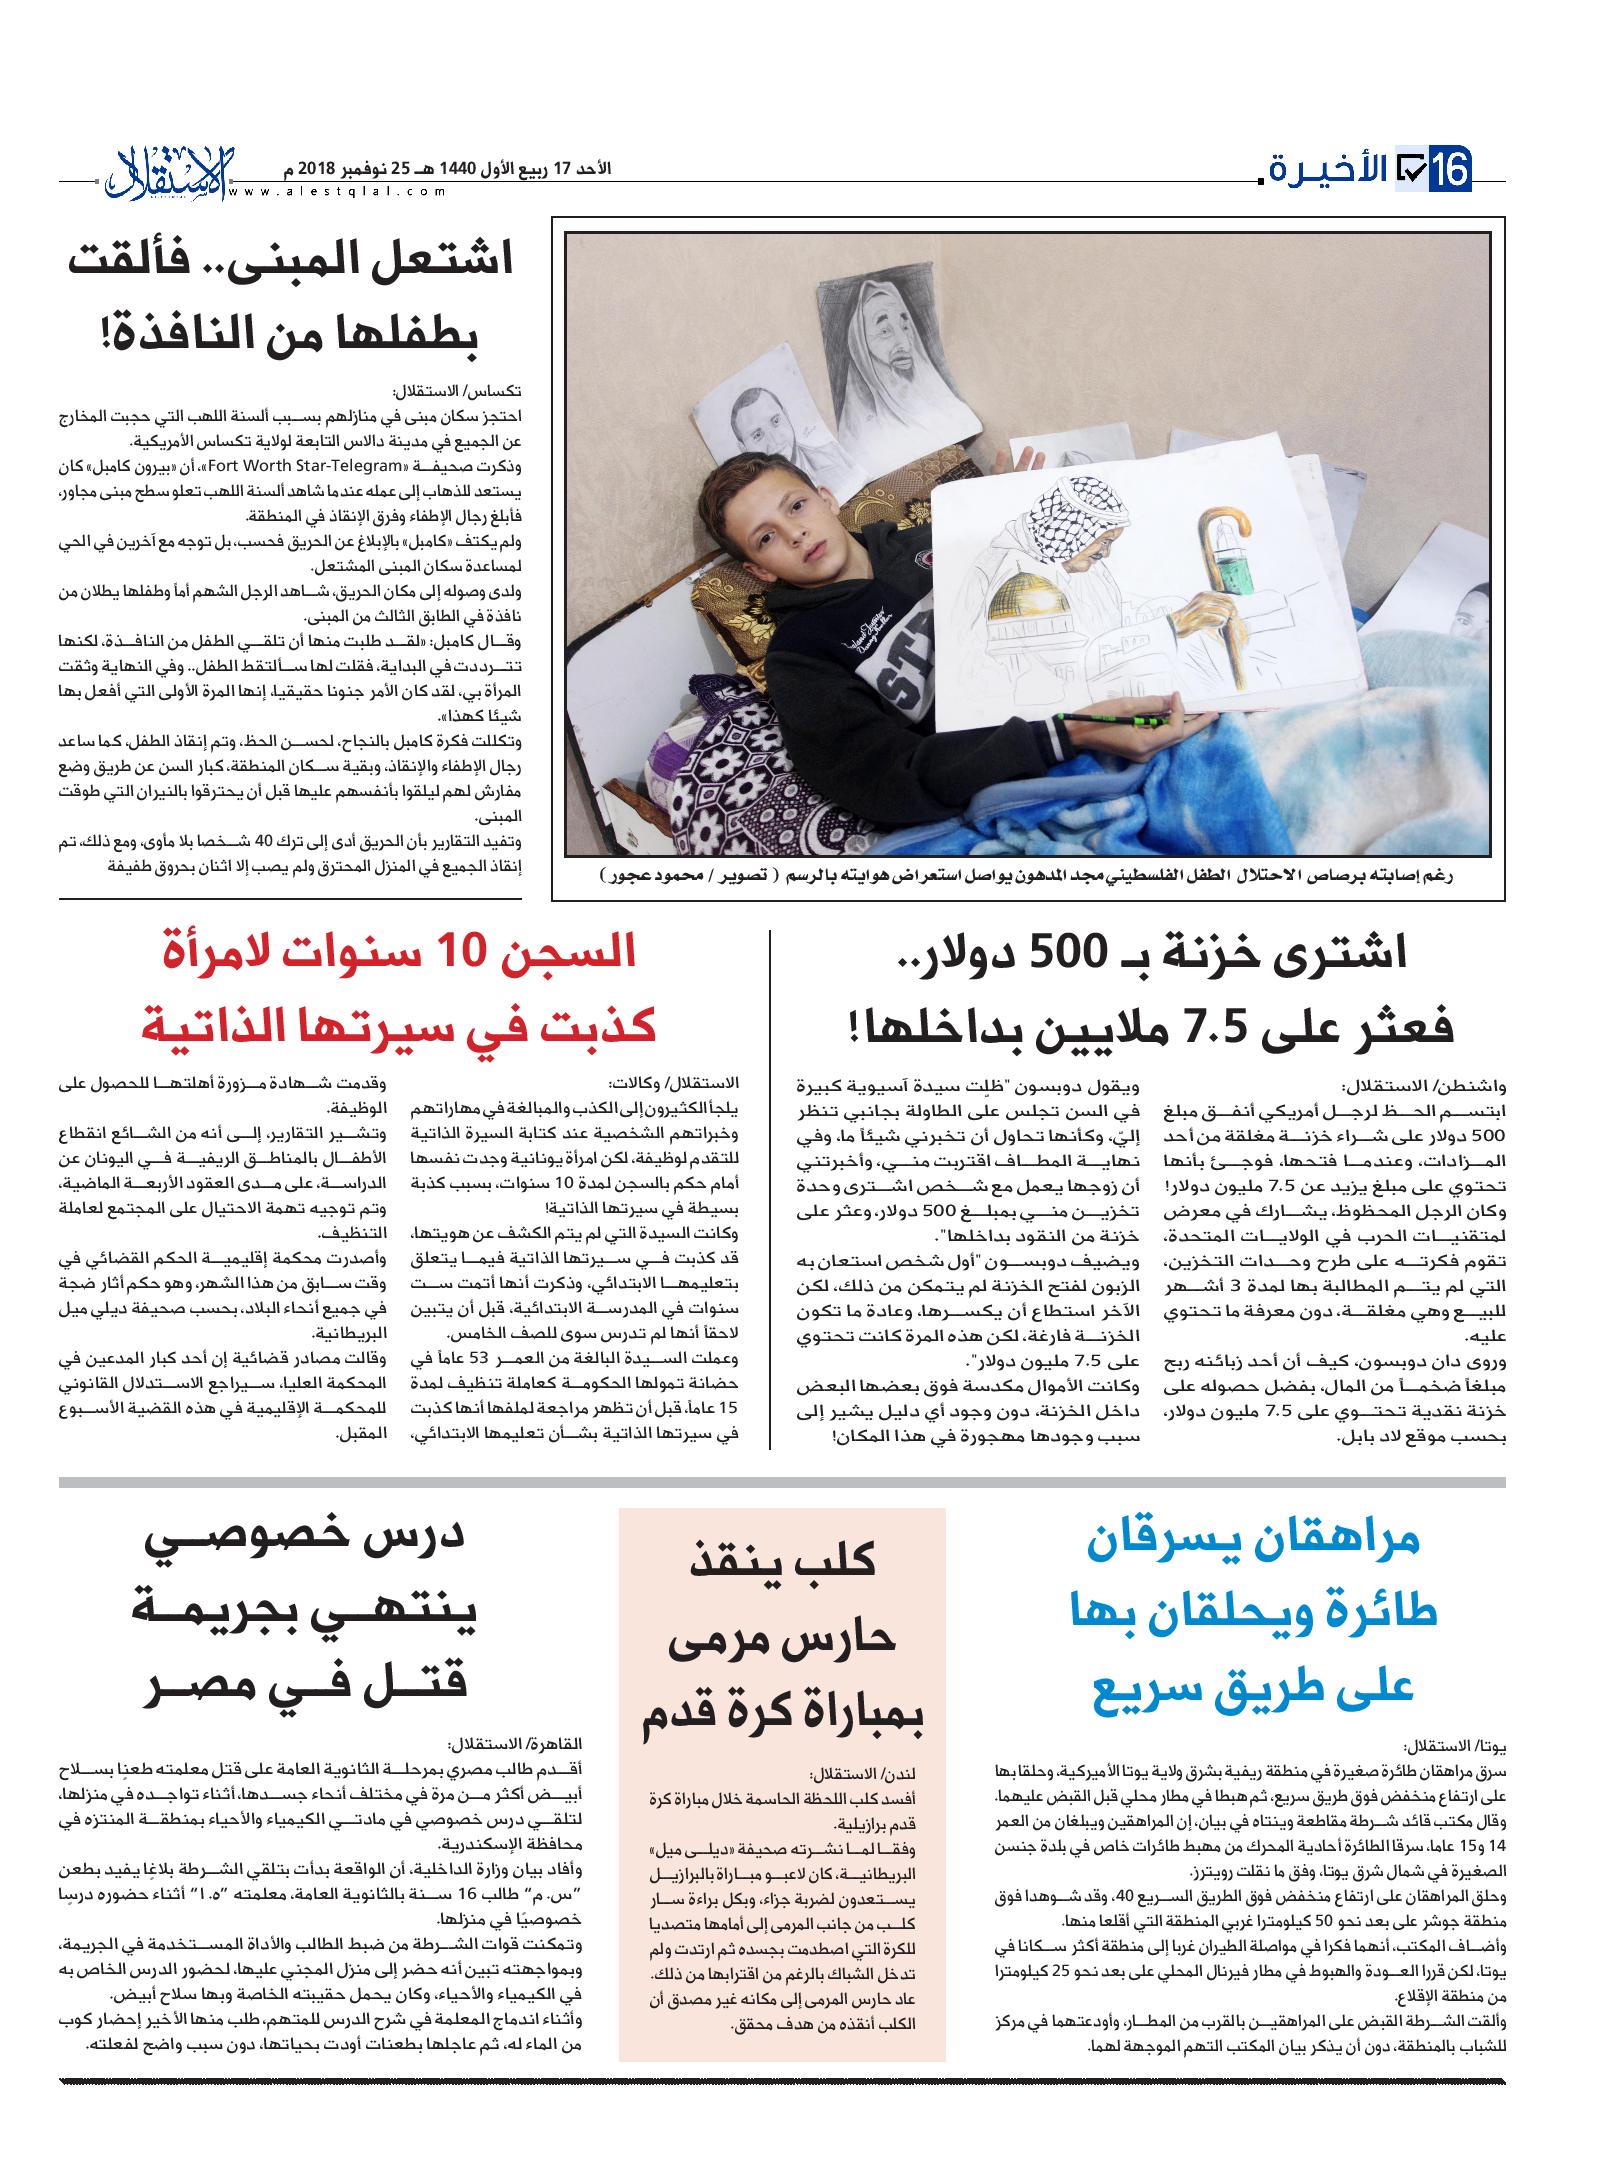 16 الأخيرة
الأحد 17 ربيع الأول 1440 هـ 25 نوفمبر 2018 م
الاستقلال
www.alestqlal.com
رغم إصابته برصاص الاحتلال الطفل الفلسطيني مجد المدهون يواصل استعراض هوايته بالرسم ( تصوير / محمود عجور )
اشتعل المبنى.. فألقت
بطفلها من النافذة!
تكساس/ الاستقلال:
احتجز سكان مبنى في منازلهم بسبب ألسنة اللهب التي حجبت المخارج
عن الجميع في مدينة دالاس التابعة لولاية تكساس الأمريكية.
وذكرت صحيفة «Fort Worth Star-Telegram»، أن «بيرون كامبل» كان
يستعد للذهاب إلى عمله عندما شاهد ألسنة اللهب تعلو سطح مبنى مجاور،
فأبلغ رجال الإطفاء وفرق الإنقاذ في المنطقة.
ولم يكتف «كامبل» بالإبلاغ عن الحريق فحسب، بل توجه مع آخرين في الحي
لمساعدة سكان المبنى المشتعل.
ولدى وصوله إلى مكان الحريق، شاهد الرجل الشهم أماً وطفلها يطلان من
نافذة في الطابق الثالث من المبنى.
وقال كامبل: «لقد طلبت منها أن تلقي الطفل من النافذة، لكنها
تترددت في البداية، فقلت لها سألتقط الطفل.. وفي النهاية وثقت
المرأة بي، لقد كان الأمر جنونا حقيقيا، إنها المرة الأولى التي أفعل بها
شيئا كهذا».
وتكللت فكرة كامبل بالنجاح، لحسن الحظ، وتم إنقاذ الطفل، كما ساعد
رجال الإطفاء والإنقاذ، وبقية سكان المنطقة، كبار السن عن طريق وضع
مفارش لهم ليلقوا بأنفسهم عليها قبل أن يحترقوا بالنيران التي طوقت
المبنى.
وتفيد التقارير بأن الحريق أدى إلى ترك 40 شخصا بلا مأوى، ومع ذلك، تم
إنقاذ الجميع في المنزل المحترق ولم يصب إلا اثنان بحروق طفيفة
اشترى خزنة بـ 500 دولار..
فعثر على 7.5 ملايين بداخلها!
واشنطن/ الاستقلال:
ابتسم الحظ لرجل أمريكي أنفق مبلغ
500 دولار على شراء خزنة مغلقة من أحد
المزادات، وعندما فتحها، فوجئ بأنها
تحتوي على مبلغ يزيد عن 7.5 مليون دولار!
وكان الرجل المحظوظ، يشارك في معرض
لمتقنيات الحرب في الولايات المتحدة،
تقوم فكرته على طرح وحدات التخزين،
التي لم يتم المطالبة بها لمدة 3 أشهر
للبيع وهي مغلقة، دون معرفة ما تحتوي
عليه.
وروى دان دوبسون، كيف أن أحد زبائنه ربح
مبلغاً ضخماً من المال، بفضل حصوله على
خزنة نقدية تحتوي على 7.5 مليون دولار،
بحسب موقع لاد بابل.
ويقول دوبسون "ظلِت سيدة آسيوية كبيرة
في السن تجلس على الطاولة بجانبي تنظر
إليّ، وكأنها تحاول أن تخبرني شيئاً ما، وفي
نهاية المطاف اقتربت مني، وأخبرتني
أن زوجها يعمل مع شخص اشترى وحدة
تخزين مني بمبلغ 500 دولار، وعثر على
خزنة من النقود بداخلها".
ويضيف دوبسون "أول شخص استعان به
الزبون لفتح الخزنة لم يتمكن من ذلك، لكن
الآخر استطاع أن يكسرها، وعادة ما تكون
الخزنة فارغة، لكن هذه المرة كانت تحتوي
على 7.5 مليون دولار".
وكانت الأموال مكدسة فوق بعضها البعض
داخل الخزنة، دون وجود أي دليل يشير إلى
سبب وجودها مهجورة في هذا المكان!
السجن 10 سنوات لامرأة
كذبت في سيرتها الذاتية
الاستقلال/ وكالات:
يلجأ الكثيرون إلى الكذب والمبالغة في مهاراتهم
وخبراتهم الشخصية عند كتابة السيرة الذاتية
للتقدم لوظيفة، لكن امرأة يونانية وجدت نفسها
أمام حكم بالسجن لمدة 10 سنوات، بسبب كذبة
بسيطة في سيرتها الذاتية!
وكانت السيدة التي لم يتم الكشف عن هويتها،
قد كذبت في سيرتها الذاتية فيما يتعلق
بتعليمها الابتدائي، وذكرت أنها أتمت ست
سنوات في المدرسة الابتدائية، قبل أن يتبين
لاحقاً أنها لم تدرس سوى للصف الخامس.
وعملت السيدة البالغة من العمر 53 عاماً في
حضانة تمولها الحكومة كعاملة تنظيف لمدة
15 عاماً، قبل أن تظهر مراجعة لملفها أنها كذبت
في سيرتها الذاتية بشأن تعليمها الابتدائي،
وقدمت شهادة مزورة أهلتها للحصول على
الوظيفة.
وتشير التقارير، إلى أنه من الشائع انقطاع
الأطفال بالمناطق الريفية في اليونان عن
الدراسة، على مدى العقود الأربعة الماضية،
وتم توجيه تهمة الاحتيال على المجتمع لعاملة
التنظيف.
وأصدرت محكمة إقليمية الحكم القضائي في
وقت سابق من هذا الشهر، وهو حكم أثار ضجة
في جميع أنحاء البلاد، بحسب صحيفة ديلي ميل
البريطانية.
وقالت مصادر قضائية إن أحد كبار المدعين في
المحكمة العليا، سيراجع الاستدلال القانوني
للمحكمة الإقليمية في هذه القضية الأسبوع
المقبل.
مراهقان يسرقان
طائرة ويحلقان بها
على طريق سريع
يوتا/ الاستقلال:
سرق مراهقان طائرة صغيرة في منطقة ريفية بشرق ولاية يوتا الأميركية، وحلقا بها
على ارتفاع منخفض فوق طريق سريع، ثم هبطا في مطار محلي قبل القبض عليهما.
وقال مكتب قائد شرطة مقاطعة وينتاه في بيان، إن المراهقين ويبلغان من العمر
14 و15 عاما، سرقا الطائرة أحادية المحرك من مهبط طائرات خاص في بلدة جنسن
الصغيرة في شمال شرق يوتا، وفق ما نقلت رويترز.
وحلق المراهقان على ارتفاع منخفض فوق الطريق السريع 40، وقد شوهدا فوق
منطقة جوشر على بعد نحو 50 كيلومترا غربي المنطقة التي أقلعا منها.
وأضاف المكتب، أنهما فكرا في مواصلة الطيران غربا إلى منطقة أكثر سكانا في
يوتا، لكن قررا العودة والهبوط في مطار فيرنال المحلي على بعد نحو 25 كيلومترا
من منطقة الإقلاع.
وألقت الشرطة القبض على المراهقين بالقرب من المطار، وأودعتهما في مركز
للشباب بالمنطقة، دون أن يذكر بيان المكتب التهم الموجهة لهما.
كلب ينقذ
حارس مرمى
بمباراة كرة قدم
لندن/ الاستقلال:
أفسد كلب اللحظة الحاسمة خلال مباراة كرة
قدم برازيلية.
وفقا لما نشرته صحيفة «ديلى ميل»
البريطانية، كان لاعبو مباراة بالبرازيل
يستعدون لضربة جزاء، وبكل براءة سار
كلب من جانب المرمى إلى أمامها متصديا
للكرة التي اصطدمت بجسده ثم ارتدت ولم
تدخل الشباك بالرغم من اقترابها من ذلك.
عاد حارس المرمى إلى مكانه غير مصدق أن
الكلب أنقذه من هدف محقق.
درس خصوصي
ينتهي بجريمة
قتل في مصر
القاهرة/ الاستقلال:
أقدم طالب مصري بمرحلة الثانوية العامة على قتل معلمته طعنٍا بسلاح
أبيض أكثر من مرة في مختلف أنحاء جسدها، أثناء تواجده في منزلها،
لتلقي درس خصوصي في مادتي الكيمياء والأحياء بمنطقة المنتزه في
محافظة الإسكندرية.
وأفاد بيان وزارة الداخلية، أن الواقعة بدأت بتلقي الشرطة بلاغٍا يفيد بطعن
"س. م" طالب 16 سنة بالثانوية العامة، معلمته "ه. ا" أثناء حضوره درسٍا
خصوصيًا في منزلها.
وتمكنت قوات الشرطة من ضبط الطالب والأداة المستخدمة في الجريمة،
وبمواجهته تبين أنه حضر إلى منزل المجني عليها، لحضور الدرس الخاص به
في الكيمياء والأحياء، وكان يحمل حقيبته الخاصة وبها سلاح أبيض.
وأثناء اندماج المعلمة في شرح الدرس للمتهم، طلب منها الأخير إحضار كوب
من الماء له، ثم عاجلها بطعنات أودت بحياتها، دون سبب واضح لفعلته.